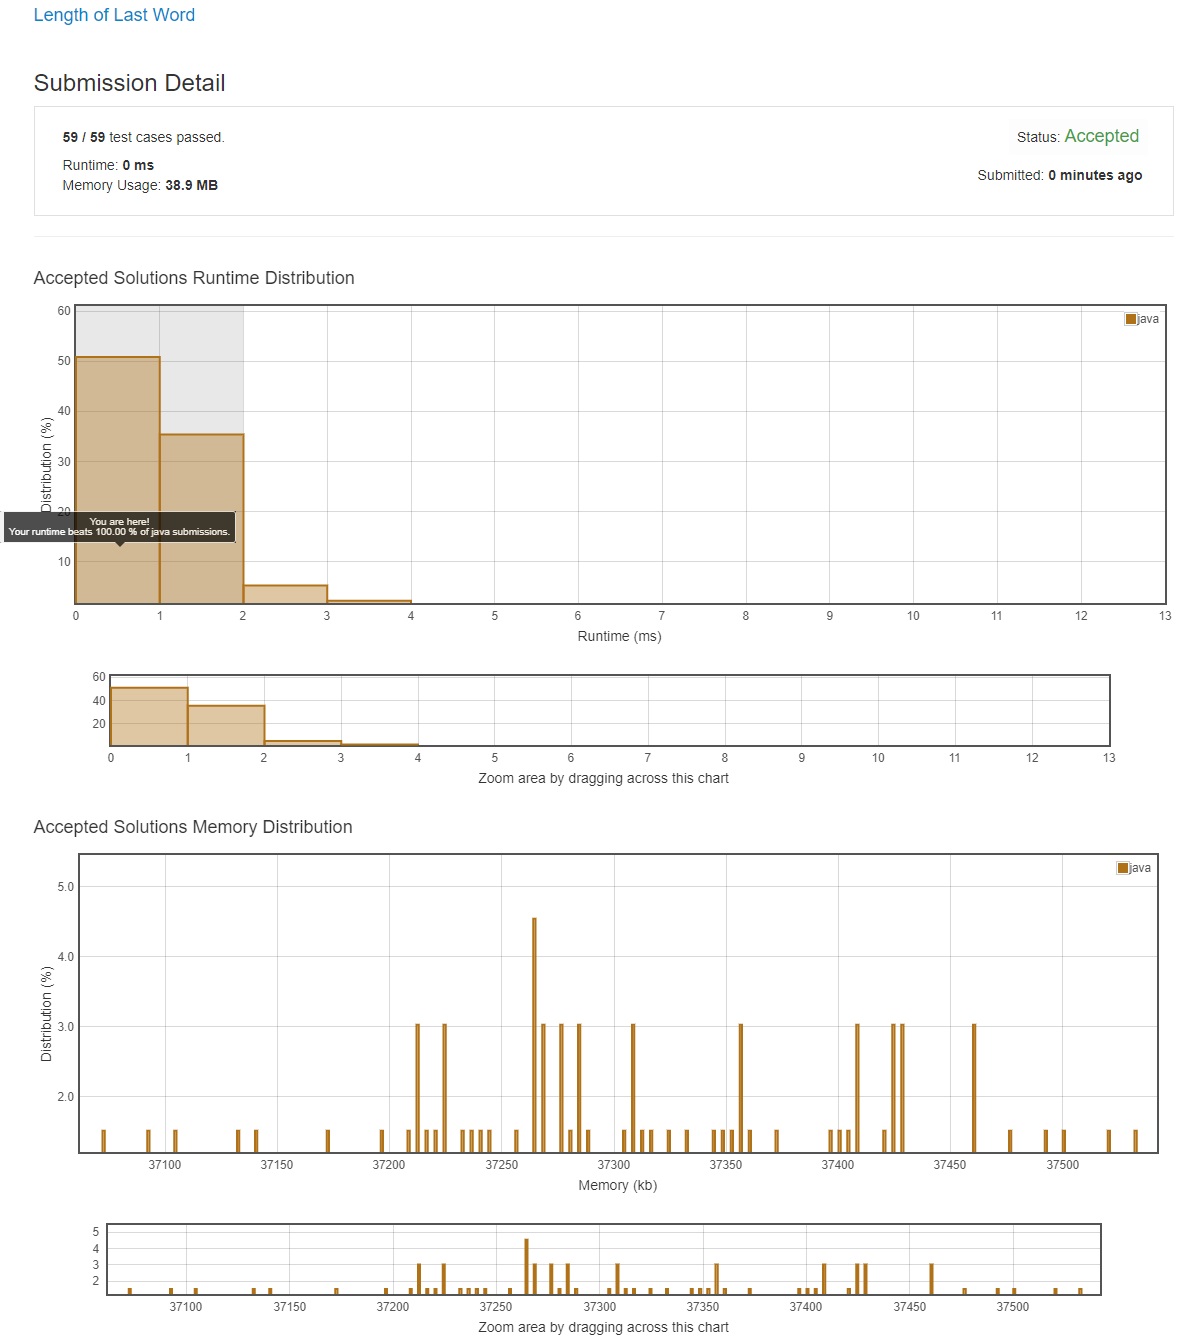 Length of Last Word
Submission Detail
59 / 59 test cases passed.
Status: Accepted
Runtime: 0 ms
Memory Usage: 38.9 MB
Submitted: 0 minutes ago
Accepted Solutions Runtime Distribution
java
60
50
40
30
20
10
Distribution (%)
You are here!
Your runtime beats 100.00 % of java submissions.
0 1 2 3 4 5 6 7 8 9 10 11 12 13
Runtime (ms)
60
40
20
0 1 2 3 4 5 6 7 8 9 10 11 12 13
Zoom area by dragging across this chart
Accepted Solutions Memory Distribution
java
5.0
4.0
3.0
2.0
Distribution (%)
37100 37150 37200 37250 37300 37350 37400 37450 37500
Memory (kb)
5
4
3
2
37100 37150 37200 37250 37300 37350 37400 37450 37500
Zoom area by dragging across this chart